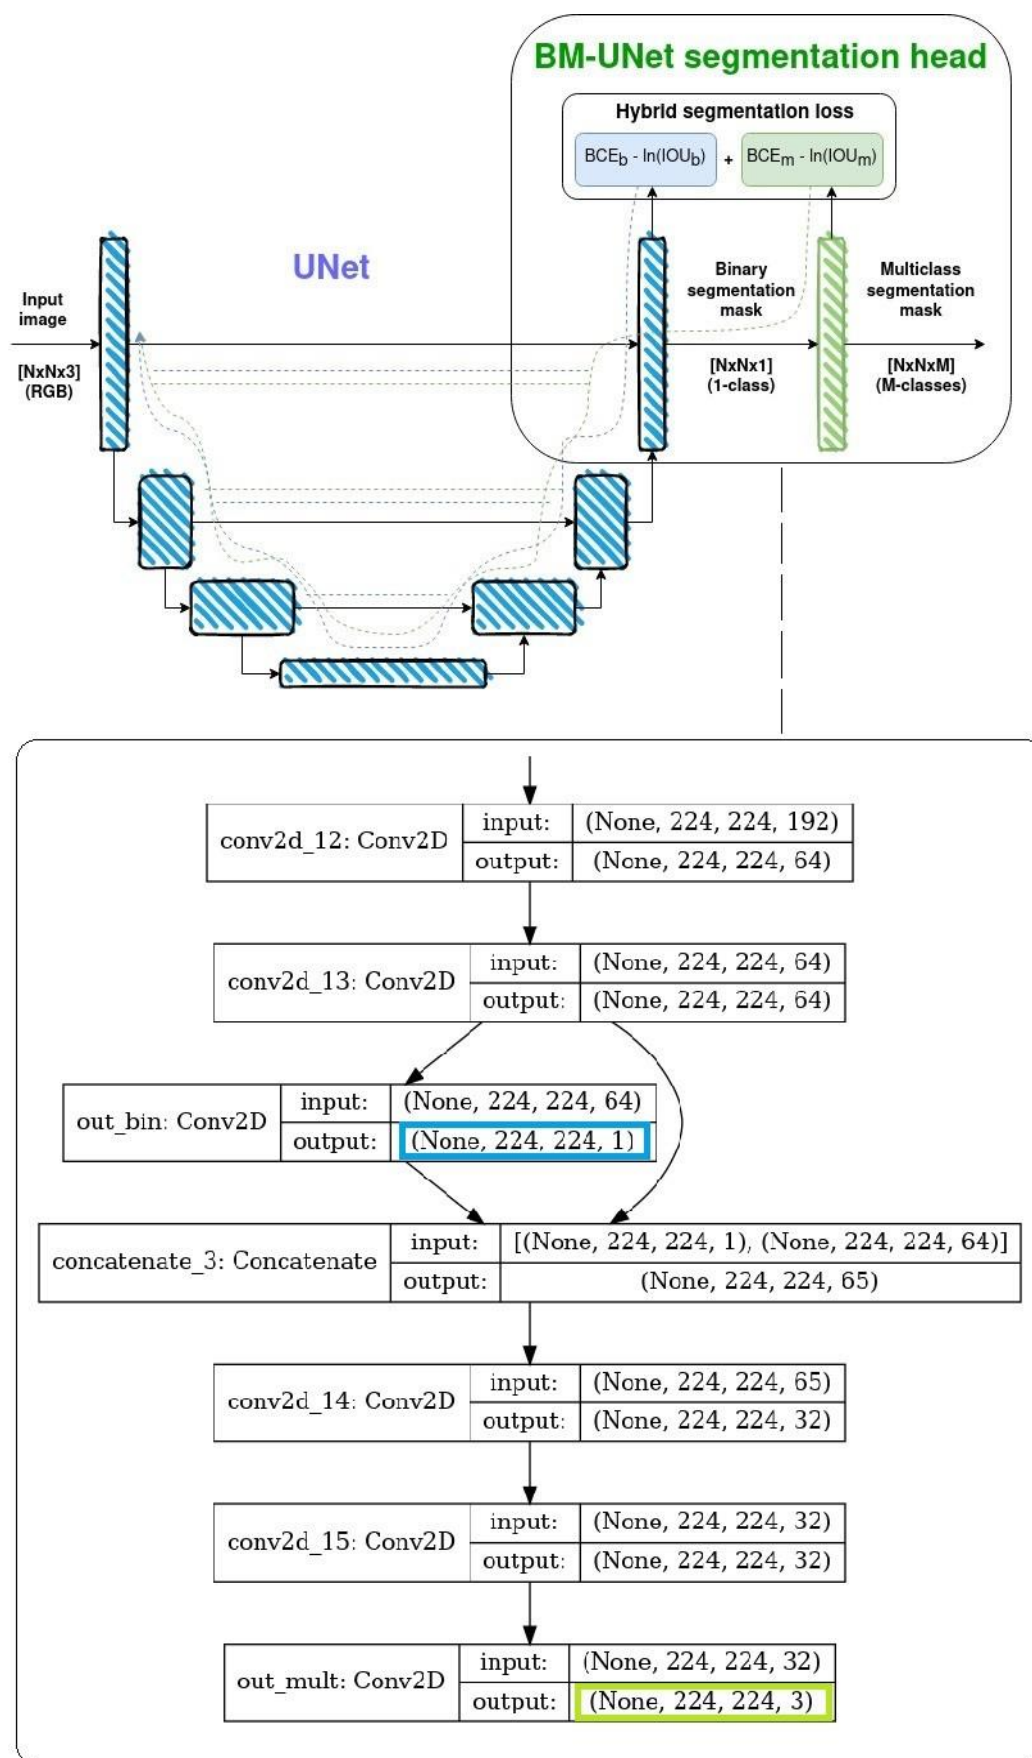 BM-UNet segmentation head
Hybrid segmentation loss
BCEb - ln(IOUb) + BCEm - ln(IOUm)
UNet
Input
image
[NxNx3]
(RGB)
Binary
segmentation
mask
[NxNx1]
(1-class)
Multiclass
segmentation
mask
[NxNxM]
(M-classes)
conv2d_12: Conv2D
input: (None, 224, 224, 192)
output: (None, 224, 224, 64)
conv2d_13: Conv2D
input: (None, 224, 224, 64)
output: (None, 224, 224, 64)
out_bin: Conv2D
input: (None, 224, 224, 64)
output: (None, 224, 224, 1)
concatenate_3: Concatenate
input: [(None, 224, 224, 1), (None, 224, 224, 64)]
output: (None, 224, 224, 65)
conv2d_14: Conv2D
input: (None, 224, 224, 65)
output: (None, 224, 224, 32)
conv2d_15: Conv2D
input: (None, 224, 224, 32)
output: (None, 224, 224, 32)
out_mult: Conv2D
input: (None, 224, 224, 32)
output: (None, 224, 224, 3)